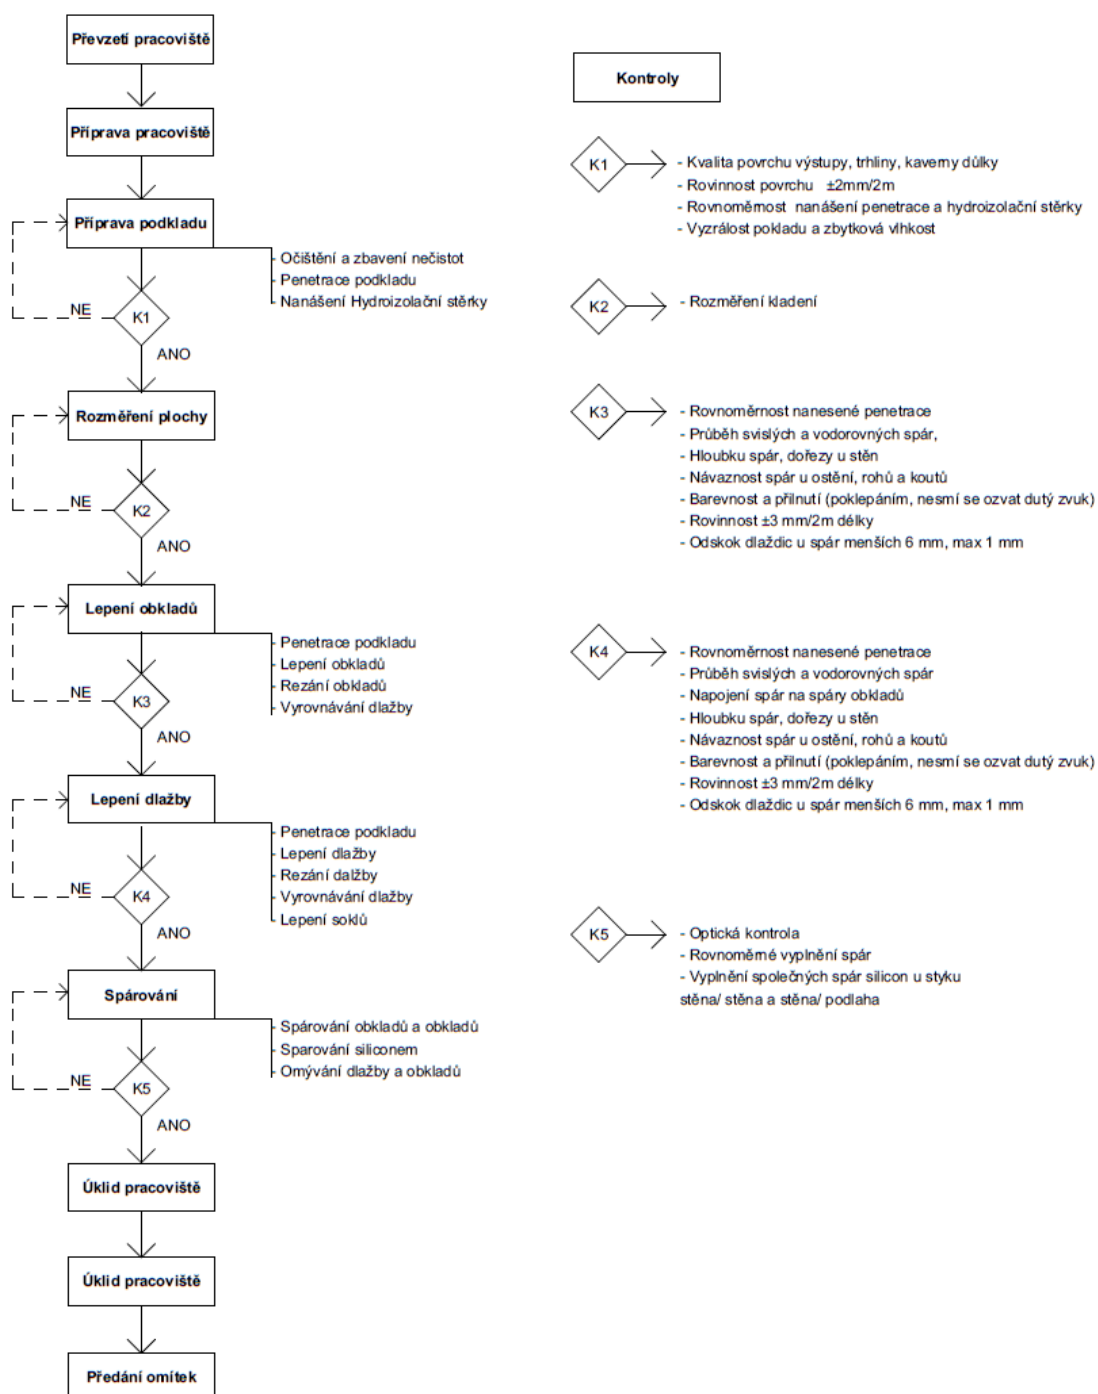 Převzetí pracoviště
Příprava pracoviště
Příprava podkladu
- Očištění a zbavení nečistot
- Penetrace podkladu
- Nanášení Hydroizolační stěrky
NE
K1
ANO
Rozměření plochy
NE
K2
ANO
Lepení obkladů
- Penetrace podkladu
- Lepení obkladů
- Rezání obkladů
- Vyrovnávání dlažby
NE
K3
ANO
Lepení dlažby
- Penetrace podkladu
- Lepení dlažby
- Rezání dalžby
- Vyrovnávání dlažby
- Lepení soklů
NE
K4
ANO
Spárování
- Spárování obkladů a obkladů
- Sparování siliconem
- Omývání dlažby a obkladů
NE
K5
ANO
Úklid pracoviště
Úklid pracoviště
Předání omítek
Kontroly
K1
- Kvalita povrchu výstupy, trhliny, kaverny důlky
- Rovinnost povrchu ±2mm/2m
- Rovnoměrnost nanášení penetrace a hydroizolační stěrky
- Vyzrálost pokladu a zbytková vlhkost
K2
- Rozměření kladení
K3
- Rovnoměrnost nanesené penetrace
- Průběh svislých a vodorovných spár,
- Hloubku spár, dořezy u stěn
- Návaznost spár u ostění, rohů a koutů
- Barevnost a přilnutí (poklepáním, nesmí se ozvat dutý zvuk)
- Rovinnost ±3 mm/2m délky
- Odskok dlaždic u spár menších 6 mm, max 1 mm
K4
- Rovnoměrnost nanesené penetrace
- Průběh svislých a vodorovných spár
- Napojení spár na spáry obkladů
- Hloubku spár, dořezy u stěn
- Návaznost spár u ostění, rohů a koutů
- Barevnost a přilnutí (poklepáním, nesmí se ozvat dutý zvuk)
- Rovinnost ±3 mm/2m délky
- Odskok dlaždic u spár menších 6 mm, max 1 mm
K5
- Optická kontrola
- Rovnoměrné vyplnění spár
- Vyplnění společných spár silicon u styku
stěna/ stěna a stěna/ podlaha